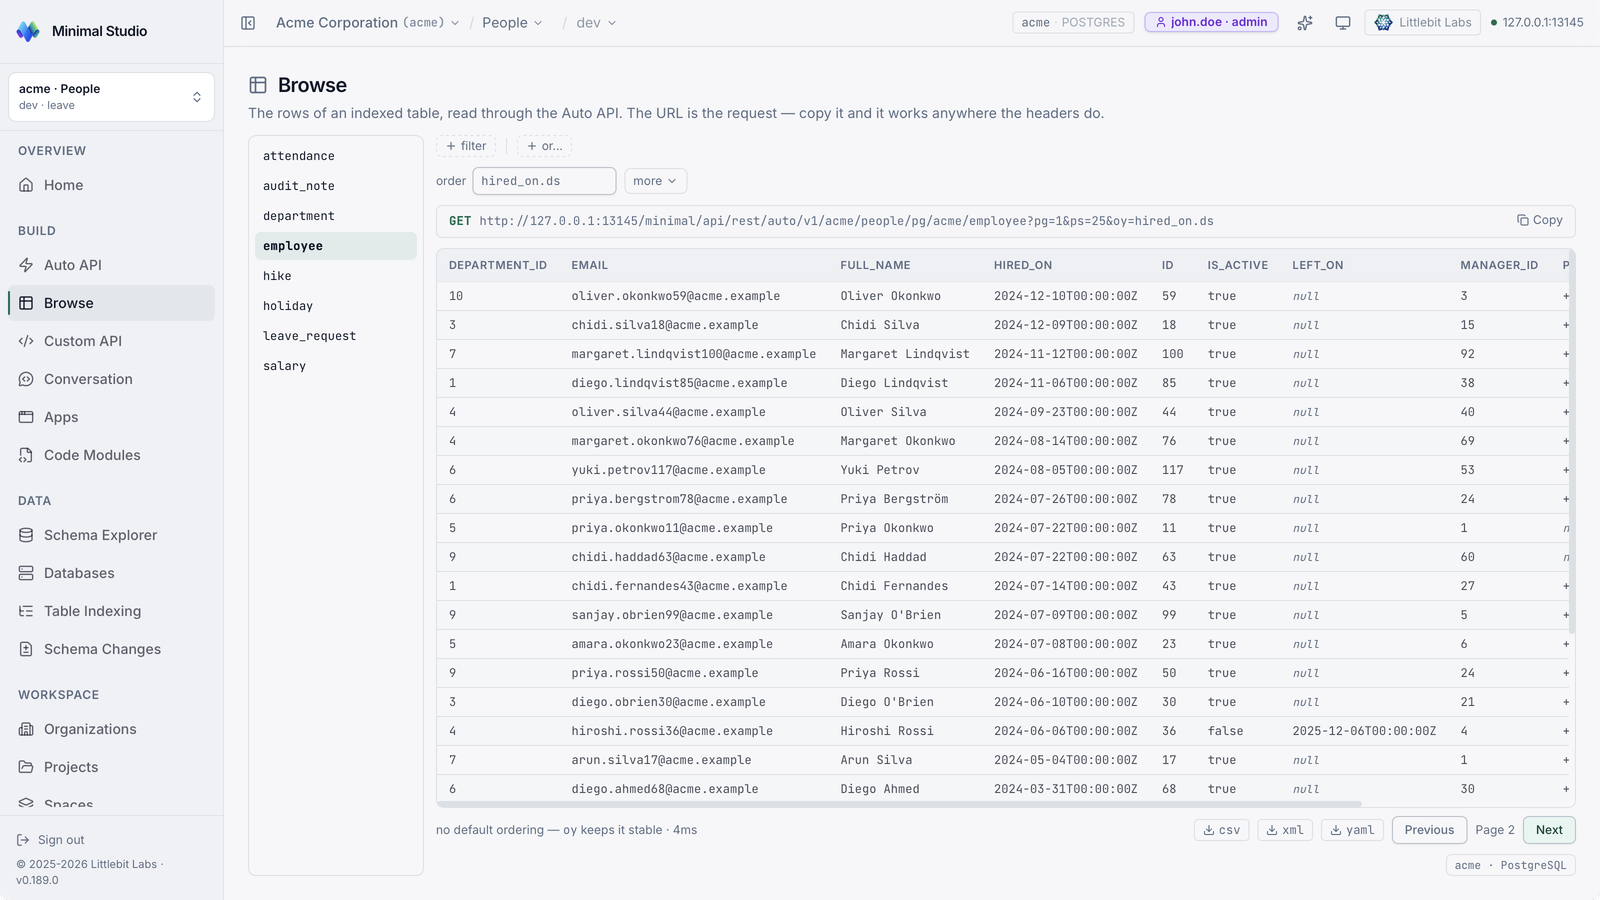 Minimal Studio
acme · People
dev · leave
OVERVIEW
Home
BUILD
Auto API
Browse
Custom API
Conversation
Apps
Code Modules
DATA
Schema Explorer
Databases
Table Indexing
Schema Changes
WORKSPACE
Organizations
Projects
Spaces
Sign out
© 2025-2026 Littlebit Labs ·
v0.189.0
Acme Corporation (acme) / People / dev
acme · POSTGRES
john.doe · admin
Littlebit Labs
127.0.0.1:13145
Browse
The rows of an indexed table, read through the Auto API. The URL is the request — copy it and it works anywhere the headers do.
attendance
audit_note
department
employee
hike
holiday
leave_request
salary
+ filter
+ or...
order hired_on.ds more
GET http://127.0.0.1:13145/minimal/api/rest/auto/v1/acme/people/pg/acme/employee?pg=1&ps=25&oy=hired_on.ds Copy
DEPARTMENT_ID EMAIL FULL_NAME HIRED_ON ID IS_ACTIVE LEFT_ON MANAGER_ID P
10 oliver.okonkwo59@acme.example Oliver Okonkwo 2024-12-10T00:00:00Z 59 true null 3 +
3 chidi.silva18@acme.example Chidi Silva 2024-12-09T00:00:00Z 18 true null 15 +
7 margaret.lindqvist100@acme.example Margaret Lindqvist 2024-11-12T00:00:00Z 100 true null 92 +
1 diego.lindqvist85@acme.example Diego Lindqvist 2024-11-06T00:00:00Z 85 true null 38 +
4 oliver.silva44@acme.example Oliver Silva 2024-09-23T00:00:00Z 44 true null 40 +
4 margaret.okonkwo76@acme.example Margaret Okonkwo 2024-08-14T00:00:00Z 76 true null 69 +
6 yuki.petrov117@acme.example Yuki Petrov 2024-08-05T00:00:00Z 117 true null 53 +
6 priya.bergstrom78@acme.example Priya Bergström 2024-07-26T00:00:00Z 78 true null 24 +
5 priya.okonkwo11@acme.example Priya Okonkwo 2024-07-22T00:00:00Z 11 true null 1 n
9 chidi.haddad63@acme.example Chidi Haddad 2024-07-22T00:00:00Z 63 true null 60 n
1 chidi.fernandes43@acme.example Chidi Fernandes 2024-07-14T00:00:00Z 43 true null 27 +
9 sanjay.obrien99@acme.example Sanjay O'Brien 2024-07-09T00:00:00Z 99 true null 5 +
5 amara.okonkwo23@acme.example Amara Okonkwo 2024-07-08T00:00:00Z 23 true null 6 +
9 priya.rossi50@acme.example Priya Rossi 2024-06-16T00:00:00Z 50 true null 24 +
3 diego.obrien30@acme.example Diego O'Brien 2024-06-10T00:00:00Z 30 true null 21 +
4 hiroshi.rossi36@acme.example Hiroshi Rossi 2024-06-06T00:00:00Z 36 false 2025-12-06T00:00:00Z 4 +
7 arun.silva17@acme.example Arun Silva 2024-05-04T00:00:00Z 17 true null 1 +
6 diego.ahmed68@acme.example Diego Ahmed 2024-03-31T00:00:00Z 68 true null 30 +
no default ordering — oy keeps it stable · 4ms
csv xml yaml Previous Page 2 Next
acme · PostgreSQL